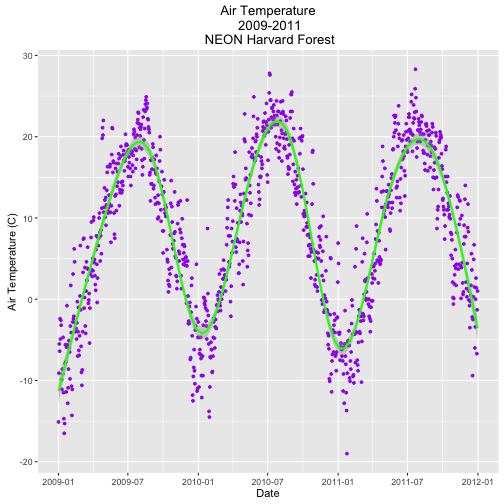 Air Temperature
2009-2011
NEON Harvard Forest
30
20
10
0
-10
-20
Air Temperature (C)
2009-01 2009-07 2010-01 2010-07 2011-01 2011-07 2012-01
Date